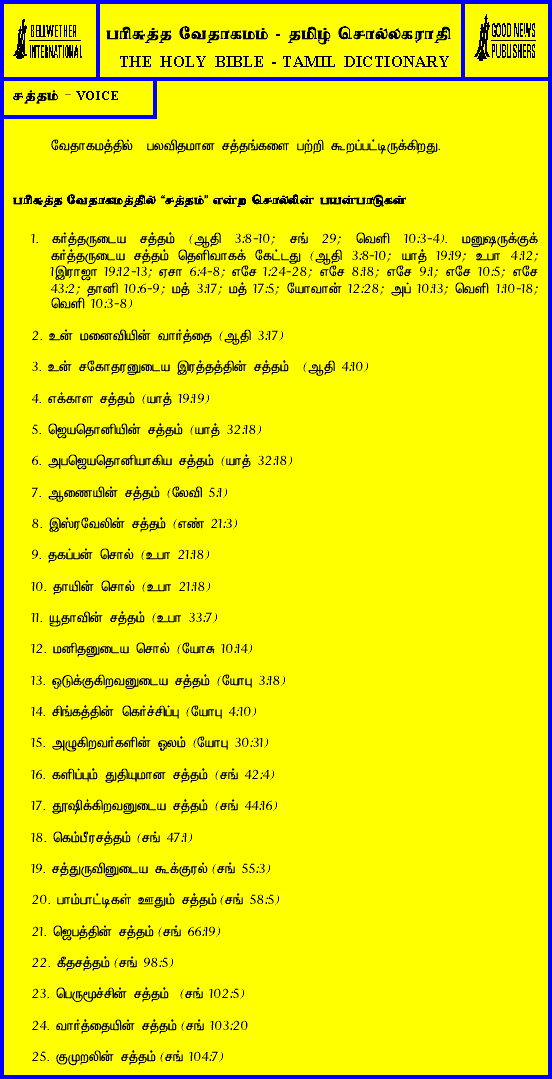 BELLWETHER
INTERNATIONAL
பரிசுத்த வேதாகமம் - தமிழ் சொல்லகராதி
THE HOLY BIBLE - TAMIL DICTIONARY
GOOD NEWS
PUBLISHERS
சத்தம் – VOICE
வேதாகமத்தில் பலவிதமான சத்தங்களை பற்றி கூறப்பட்டிருக்கிறது.
பரிசுத்த வேதாகமத்தில் “சத்தம்” என்ற சொல்லின் பயன்பாடுகள்
1. கர்த்தருடைய சத்தம் (ஆதி 3:8-10; சங் 29; வெளி 10:3-4). மனுஷருக்குக்
கர்த்தருடைய சத்தம் தெளிவாகக் கேட்டது (ஆதி 3:8-10; யாத் 19:19; உபா 4:12;
1இராஜா 19:12-13; ஏசா 6:4-8; எசே 1:24-28; எசே 8:18; எசே 9:1; எசே 10:5; எசே
43:2; தானி 10:6-9; மத் 3:17; மத் 17:5; யோவான் 12:28; அப் 10:13; வெளி 1:10-18;
வெளி 10:3-8)
2. உன் மனைவியின் வார்த்தை (ஆதி 3:17)
3. உன் சகோதரனுடைய இரத்தத்தின் சத்தம் (ஆதி 4:10)
4. எக்காள சத்தம் (யாத் 19:19)
5. ஜெயதொனியின் சத்தம் (யாத் 32:18)
6. அபஜெயதொனியாகிய சத்தம் (யாத் 32:18)
7. ஆணையின் சத்தம் (லேவி 5:1)
8. இஸ்ரவேலின் சத்தம் (எண் 21:3)
9. தகப்பன் சொல் (உபா 21:18)
10. தாயின் சொல் (உபா 21:18)
11. யூதாவின் சத்தம் (உபா 33:7)
12. மனிதனுடைய சொல் (யோசு 10:14)
13. ஒடுக்குகிறவனுடைய சத்தம் (யோபு 3:18)
14. சிங்கத்தின் கெர்ச்சிப்பு (யோபு 4:10)
15. அழுகிறவர்களின் ஓலம் (யோபு 30:31)
16. களிப்பும் துதியுமான சத்தம் (சங் 42:4)
17. தூஷிக்கிறவனுடைய சத்தம் (சங் 44:16)
18. கெம்பீரசத்தம் (சங் 47:1)
19. சத்துருவினுடைய கூக்குரல் (சங் 55:3)
20. பாம்பாட்டிகள் ஊதும் சத்தம் (சங் 58:5)
21. ஜெபத்தின் சத்தம் (சங் 66:19)
22. கீதசத்தம் (சங் 98:5)
23. பெருமூச்சின் சத்தம் (சங் 102:5)
24. வார்த்தையின் சத்தம் (சங் 103:20
25. குமுறலின் சத்தம் (சங் 104:7)